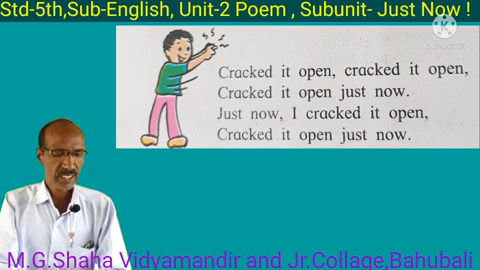 Std-5th,Sub-English, Unit-2 Poem , Subunit- Just Now !
Cracked it open, cracked it open,
Cracked it open just now.
Just now, I cracked it open,
Cracked it open just now.
M.G.Shaha Vidyamandir and Jr.Collage,Bahubali